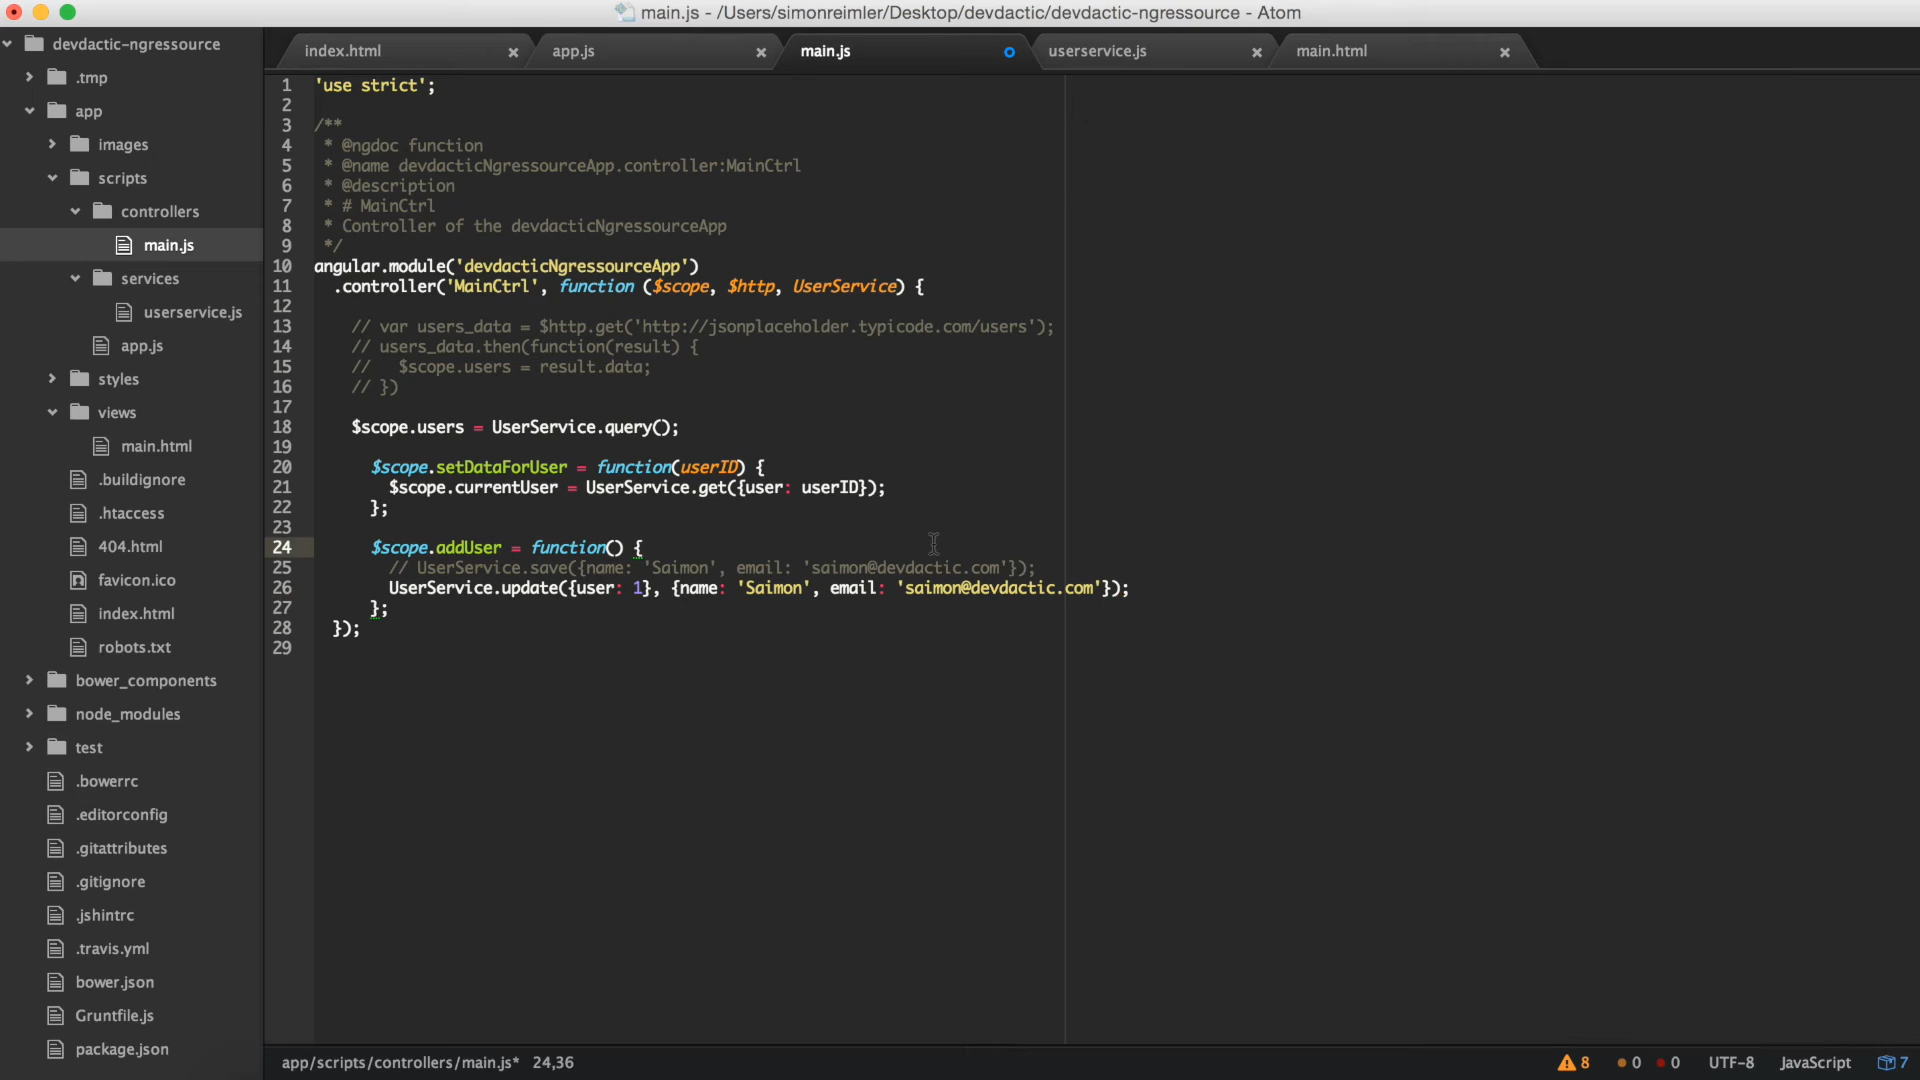 main.js - /Users/simonreimler/Desktop/devdactic/devdactic-ngressource - Atom
devdactic-ngressource
.tmp
app
images
scripts
controllers
main.js
services
userservice.js
app.js
styles
views
main.html
.buildignore
.htaccess
404.html
favicon.ico
index.html
robots.txt
bower_components
node_modules
test
.bowerrc
.editorconfig
.gitattributes
.gitignore
.jshintrc
.travis.yml
bower.json
Gruntfile.js
package.json
index.html app.js main.js userservice.js main.html
1 'use strict';
2
3 /**
4  * @ngdoc function
5  * @name devdacticNgressourceApp.controller:MainCtrl
6  * @description
7  * # MainCtrl
8  * Controller of the devdacticNgressourceApp
9  */
10 angular.module('devdacticNgressourceApp')
11   .controller('MainCtrl', function ($scope, $http, UserService) {
12
13     // var users_data = $http.get('http://jsonplaceholder.typicode.com/users');
14     // users_data.then(function(result) {
15     //   $scope.users = result.data;
16     // })
17
18     $scope.users = UserService.query();
19
20       $scope.setDataForUser = function(userID) {
21         $scope.currentUser = UserService.get({user: userID});
22       };
23
24       $scope.addUser = function() {
25         // UserService.save({name: 'Saimon', email: 'saimon@devdactic.com'});
26         UserService.update({user: 1}, {name: 'Saimon', email: 'saimon@devdactic.com'});
27       };
28   });
29
app/scripts/controllers/main.js* 24,36 8 0 0 UTF-8 JavaScript 7